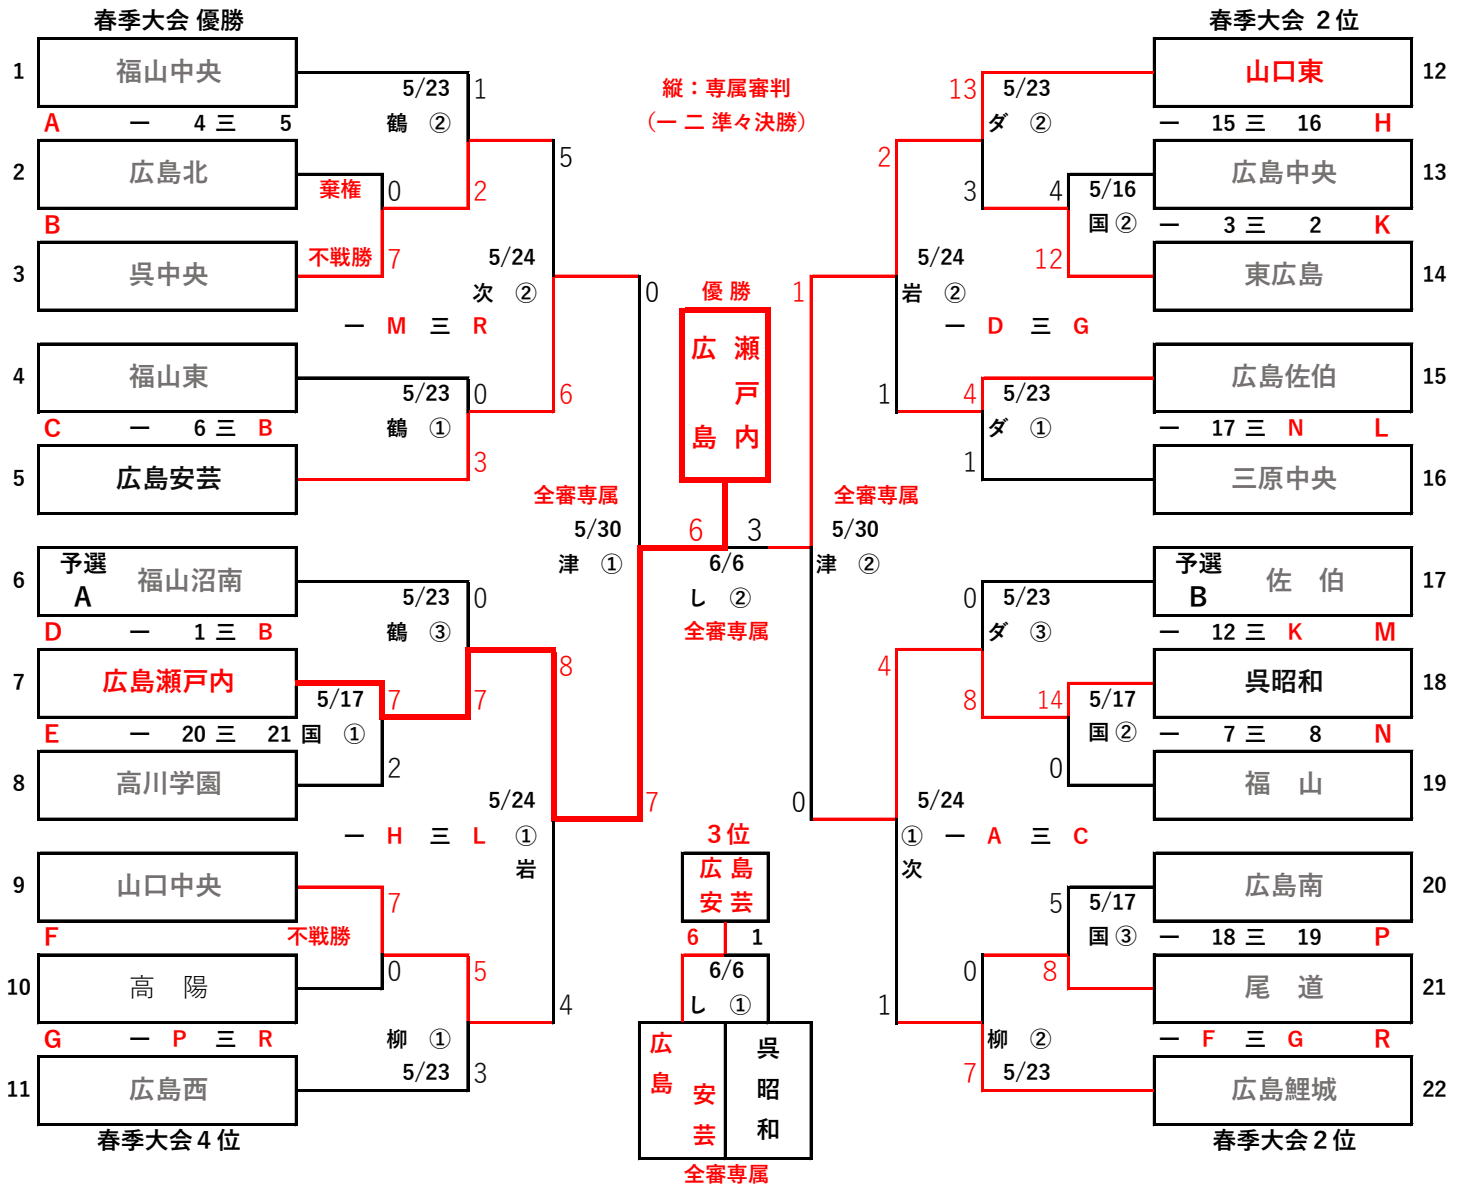 春季大会 優勝
春季大会 ２位
1 福山中央
山口東 12
5/23 1
鶴 ②
縦：専属審判
（一 二 準々決勝）
13 5/23
ダ ②
A 一 4 三 5
一 15 三 16 H
2 広島北
棄権 0
2
5
2
3
4 5/16
国 ②
広島中央 13
B
一 3 三 2 K
3 呉中央
不戦勝 7
12
東広島 14
5/24
次 ②
5/24
岩 ②
0
優 勝
1
一 M 三 R
一 D 三 G
広島
瀬戸内
4 福山東
広島佐伯 15
5/23 0
鶴 ①
6
1
4 5/23
ダ ①
C 一 6 三 B
一 17 三 N L
5 広島安芸
3
1
三原中央 16
全審専属
5/30
津 ①
全審専属
5/30
津 ②
6 3
6/6
し ②
全審専属
6 予選
A 福山沼南
予選
B 佐 伯 17
5/23 0
鶴 ③
0 5/23
ダ ③
D 一 1 三 B
一 12 三 K M
7 広島瀬戸内
呉昭和 18
5/17 7
国 ①
7
8
4
8
14 5/17
国 ②
E 一 20 三 21
一 7 三 8 N
8 高川学園
2
0
福 山 19
5/24
①
岩
7
0
5/24
①
次
一 H 三 L
一 A 三 C
9 山口中央
7
5 5/17
国 ③
広島南 20
F 不戦勝
一 18 三 19 P
10 高 陽
0
5
4
1
0
8
尾 道 21
G 一 P 三 R
一 F 三 G R
柳 ①
5/23 3
柳 ②
7 5/23
11 広島西
広島鯉城 22
春季大会４位
春季大会２位
３位
広島
安芸
6 1
6/6
し ①
広島安芸
呉昭和
全審専属